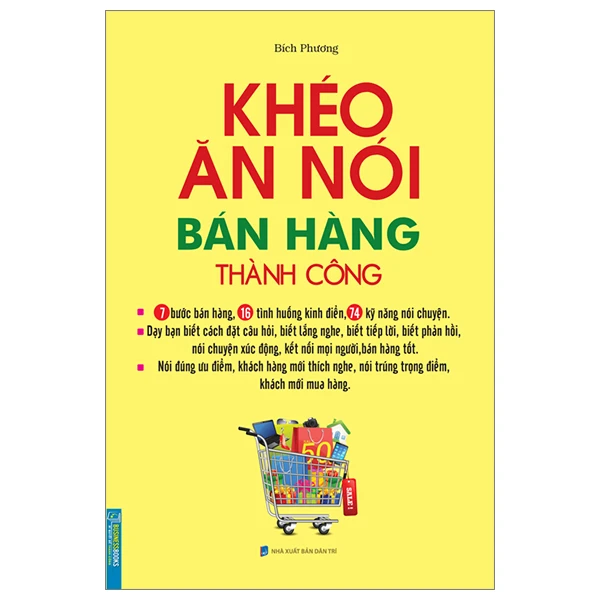 Bích Phương
KHÉO
ĂN NÓI
BÁN HÀNG
THÀNH CÔNG
7 bước bán hàng, 16 tình huống kinh điển, 74 kỹ năng nói chuyện.
Dạy bạn biết cách đặt câu hỏi, biết lắng nghe, biết tiếp lời, biết phản hồi,
nói chuyện xúc động, kết nối mọi người,bán hàng tốt.
Nói đúng ưu điểm, khách hàng mới thích nghe, nói trúng trọng điểm,
khách mới mua hàng.
50
SALE!
BUSINESSBOOKS
NHÀ XUẤT BẢN DÂN TRÍ